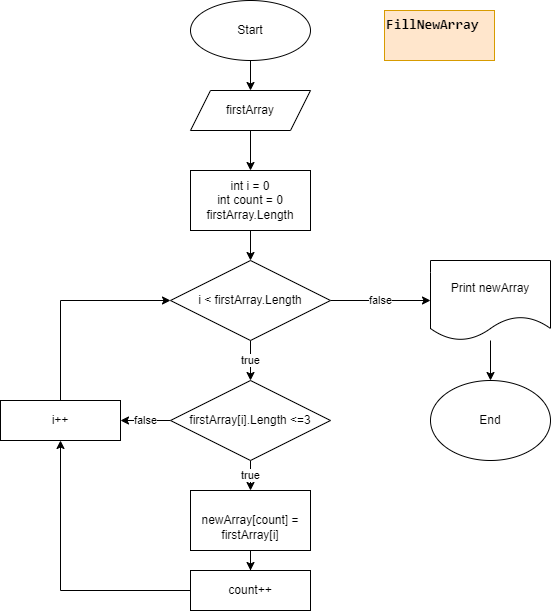 Start
FillNewArray
firstArray
int i = 0
int count = 0
firstArray.Length
i < firstArray.Length
false
Print newArray
true
i++
false
firstArray[i].Length <=3
End
true
newArray[count] =
firstArray[i]
count++